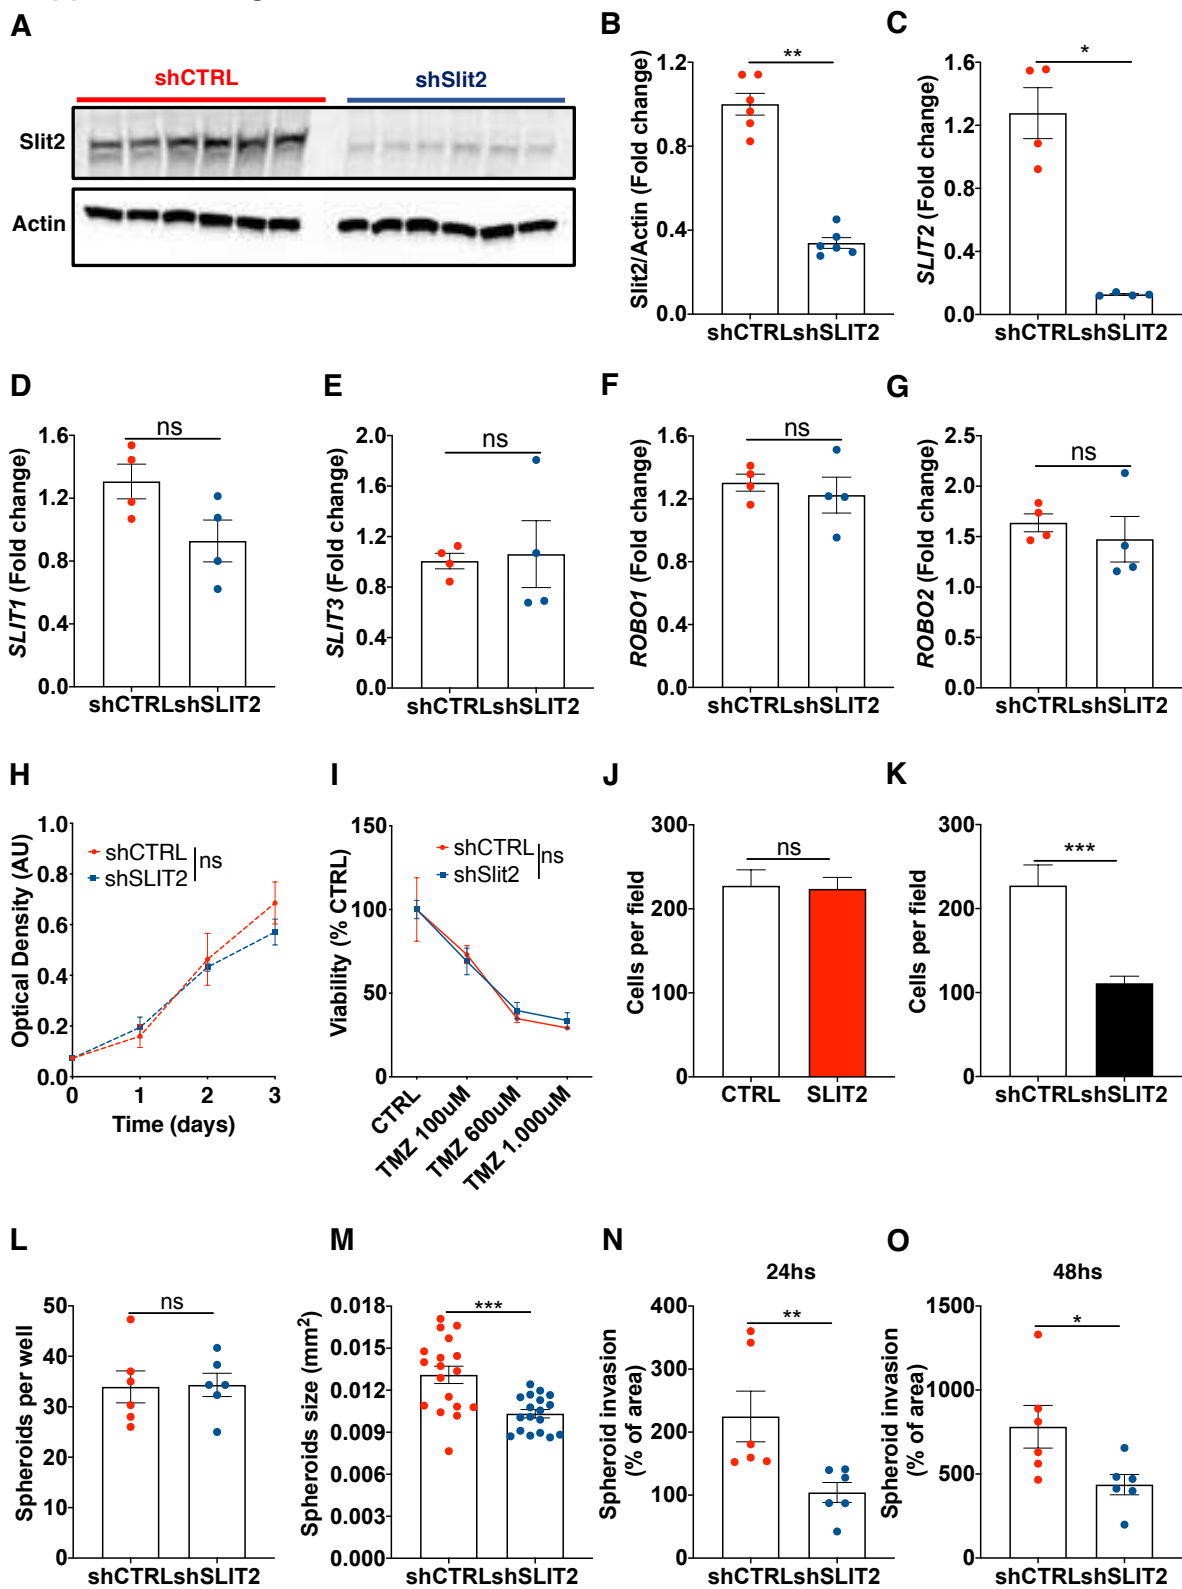 A
shCTRL
shSlit2
Slit2
Actin
B
Slit2/Actin (Fold change)
1.2
0.8
0.4
0.0
**
shCTRLshSLIT2
C
SLIT2 (Fold change)
1.6
1.2
0.8
0.4
0.0
*
shCTRLshSLIT2
D
SLIT1 (Fold change)
1.6
1.2
0.8
0.4
0.0
ns
shCTRLshSLIT2
E
SLIT3 (Fold change)
2.0
1.6
1.2
0.8
0.4
0.0
ns
shCTRLshSLIT2
F
ROBO1 (Fold change)
1.6
1.2
0.8
0.4
0.0
ns
shCTRLshSLIT2
G
ROBO2 (Fold change)
2.5
2.0
1.5
1.0
0.5
0.0
ns
shCTRLshSLIT2
H
Optical Density (AU)
1.0
0.8
0.6
0.4
0.2
0.0
shCTRL
shSLIT2
ns
0 1 2 3
Time (days)
I
Viability (% CTRL)
150
100
50
0
shCTRL
shSlit2
ns
CTRL
TMZ 100uM
TMZ 600uM
TMZ 1.000uM
J
Cells per field
300
200
100
0
ns
CTRL SLIT2
K
Cells per field
300
200
100
0
***
shCTRLshSLIT2
L
Spheroids per well
50
40
30
20
10
0
ns
shCTRLshSLIT2
M
Spheroids size (mm²)
0.018
0.015
0.012
0.009
0.006
0.003
0.000
***
shCTRLshSLIT2
N
24hs
Spheroid invasion
(% of area)
400
300
200
100
0
**
shCTRLshSLIT2
O
48hs
Spheroid invasion
(% of area)
1500
1000
500
0
*
shCTRLshSLIT2